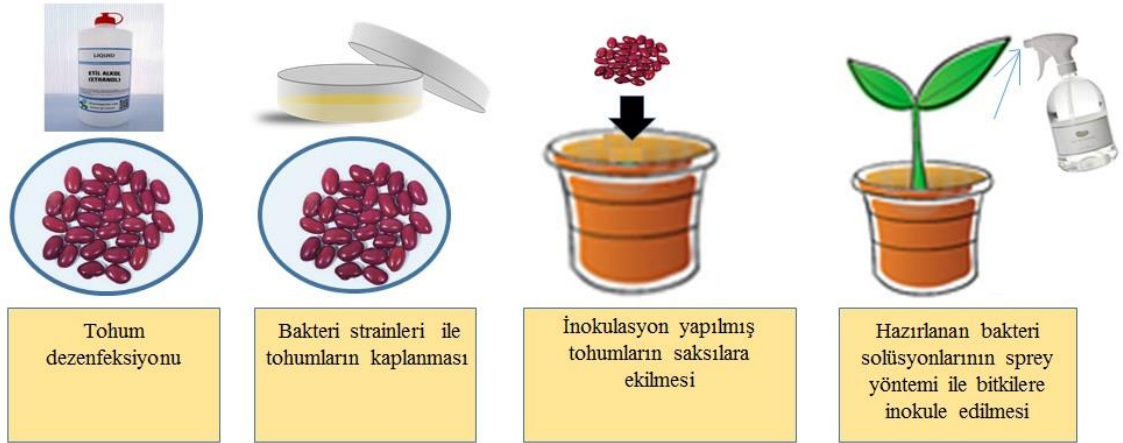 LIQUID
ETİL ALKOL
(ETHANOL)
Tohum
dezenfeksiyonu
Bakteri strainleri ile
tohumların kaplanması
İnokulasyon yapılmış
tohumların saksılara
ekilmesi
Hazırlanan bakteri
solüsyonlarının sprey
yöntemi ile bitkilere
inokule edilmesi